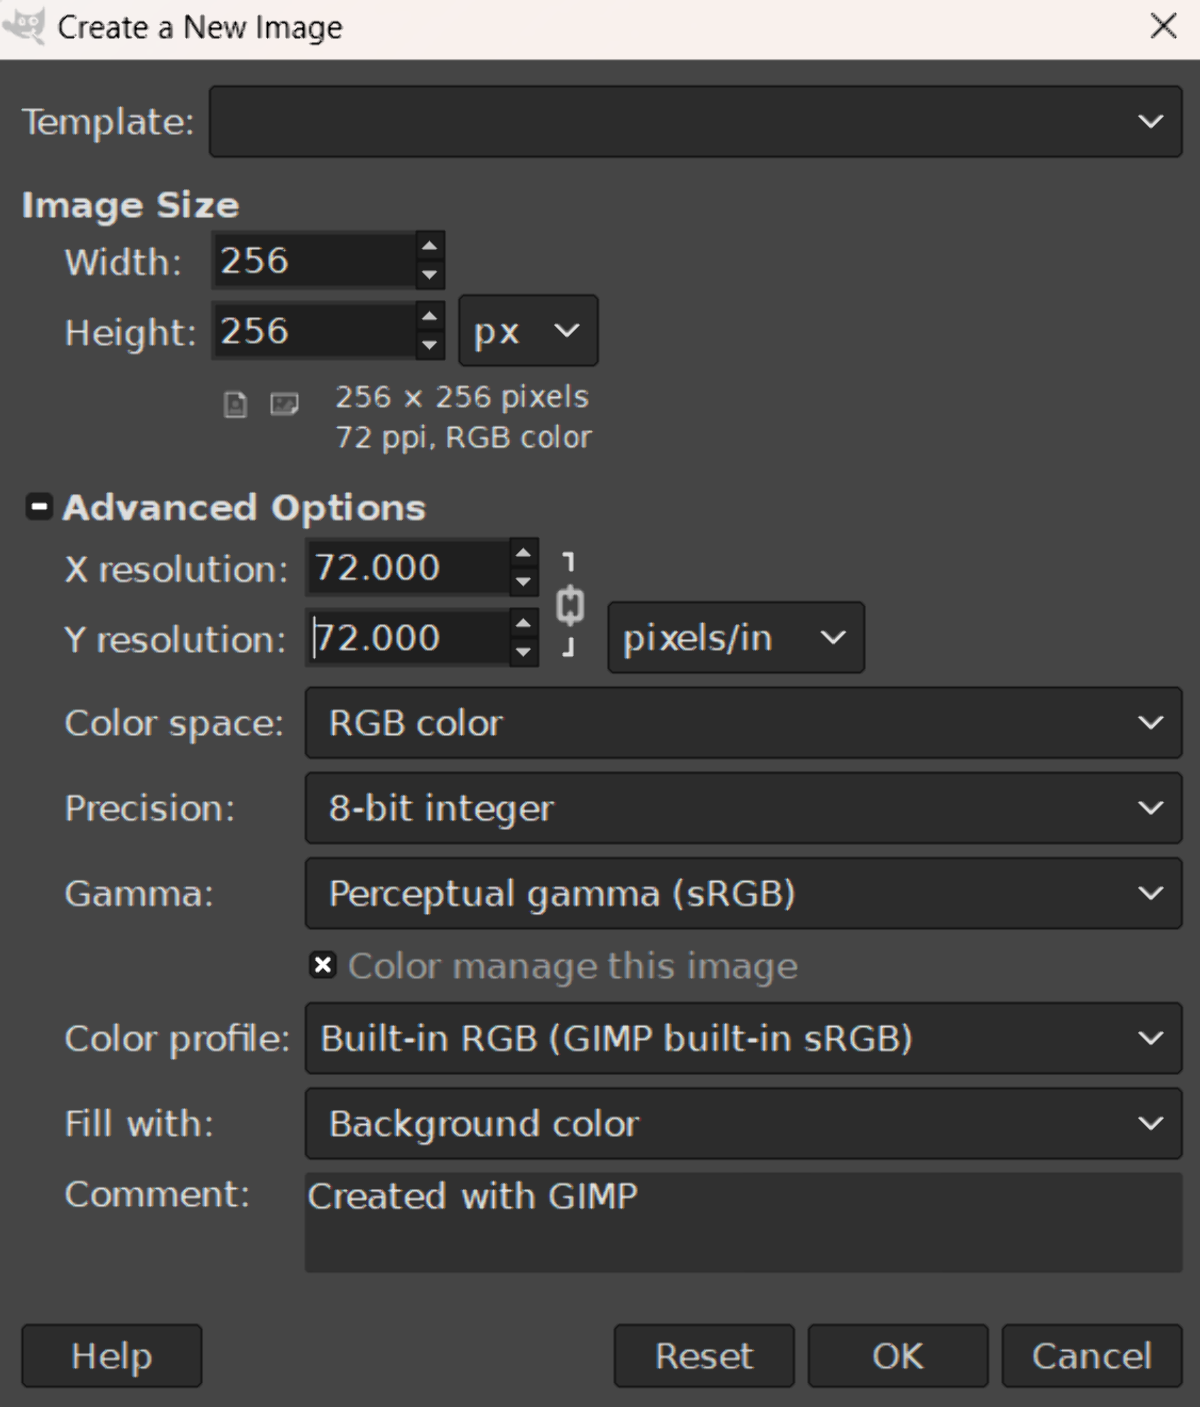 Create a New Image
Template:
Image Size
Width: 256
Height: 256 px
256 × 256 pixels
72 ppi, RGB color
Advanced Options
X resolution: 72.000
Y resolution: 72.000 pixels/in
Color space: RGB color
Precision: 8-bit integer
Gamma: Perceptual gamma (sRGB)
Color manage this image
Color profile: Built-in RGB (GIMP built-in sRGB)
Fill with: Background color
Comment: Created with GIMP
Help Reset OK Cancel